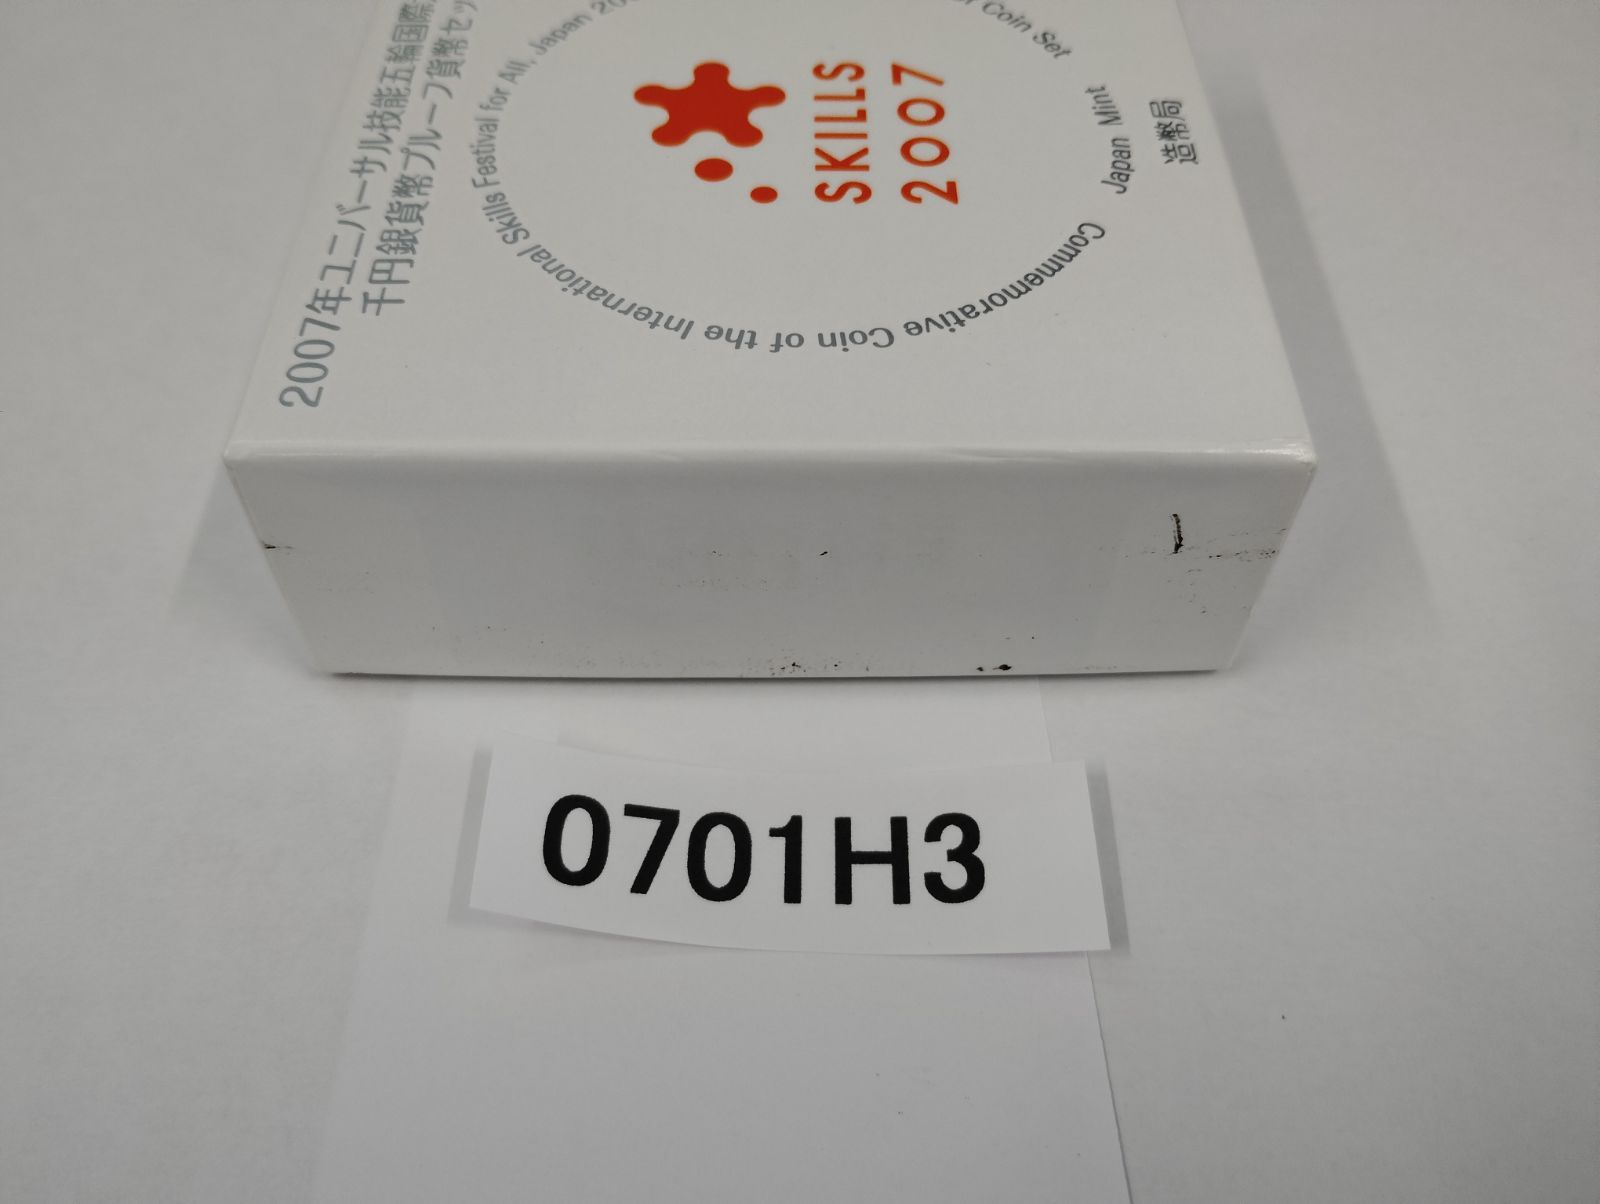 2007年ユニバーサル技能五輪国際
千円銀貨幣プルーフ貨幣セッ
Commemorative Coin of the International Skills Festival for All, Japan 20
Coin Set
SKILLS
2007
Japan Mint
造幣局
0701H3